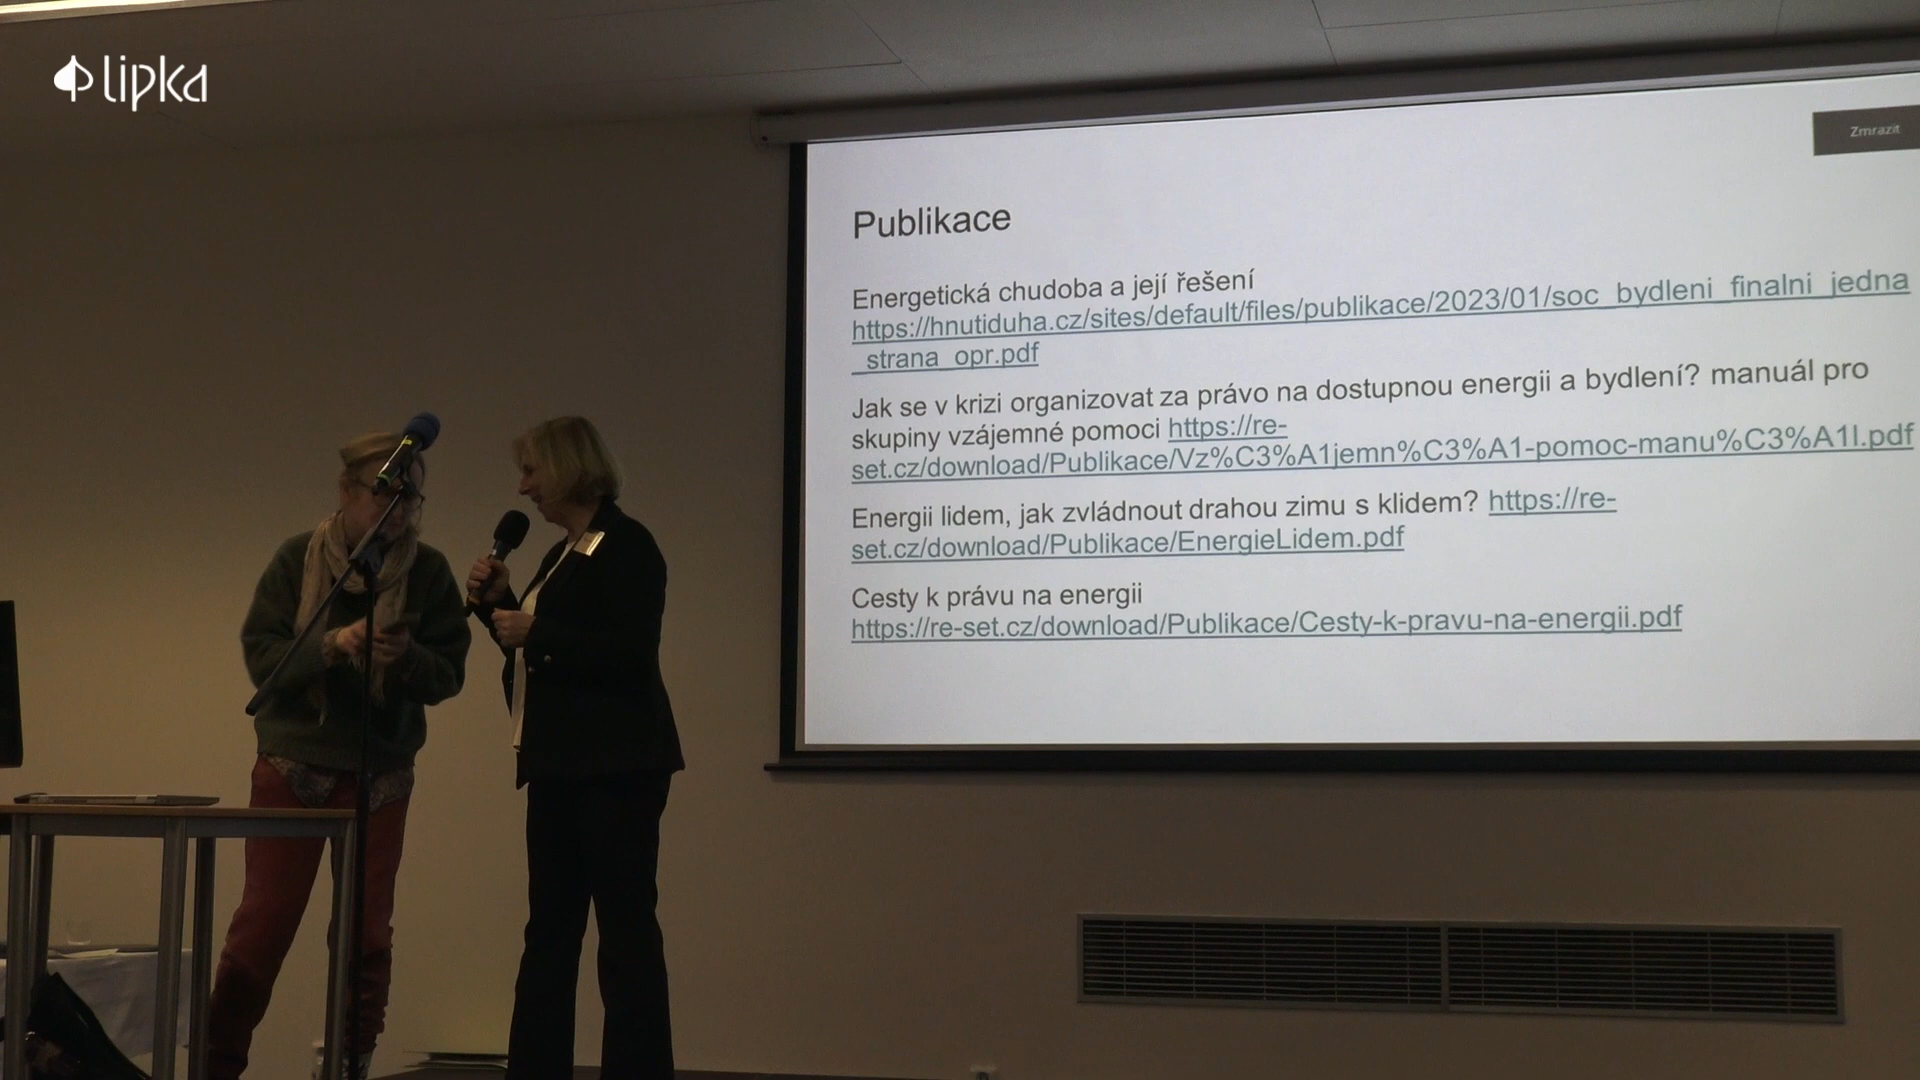 lipka
Zmrazit
Publikace
Energetická chudoba a její řešení
https://hnutiduha.cz/sites/default/files/publikace/2023/01/soc_bydleni_finalni_jedna
_strana_opr.pdf
Jak se v krizi organizovat za právo na dostupnou energii a bydlení? manuál pro
skupiny vzájemné pomoci https://re-
set.cz/download/Publikace/Vz%C3%A1jemn%C3%A1-pomoc-manu%C3%A1l.pdf
Energii lidem, jak zvládnout drahou zimu s klidem? https://re-
set.cz/download/Publikace/EnergieLidem.pdf
Cesty k právu na energii
https://re-set.cz/download/Publikace/Cesty-k-pravu-na-energii.pdf